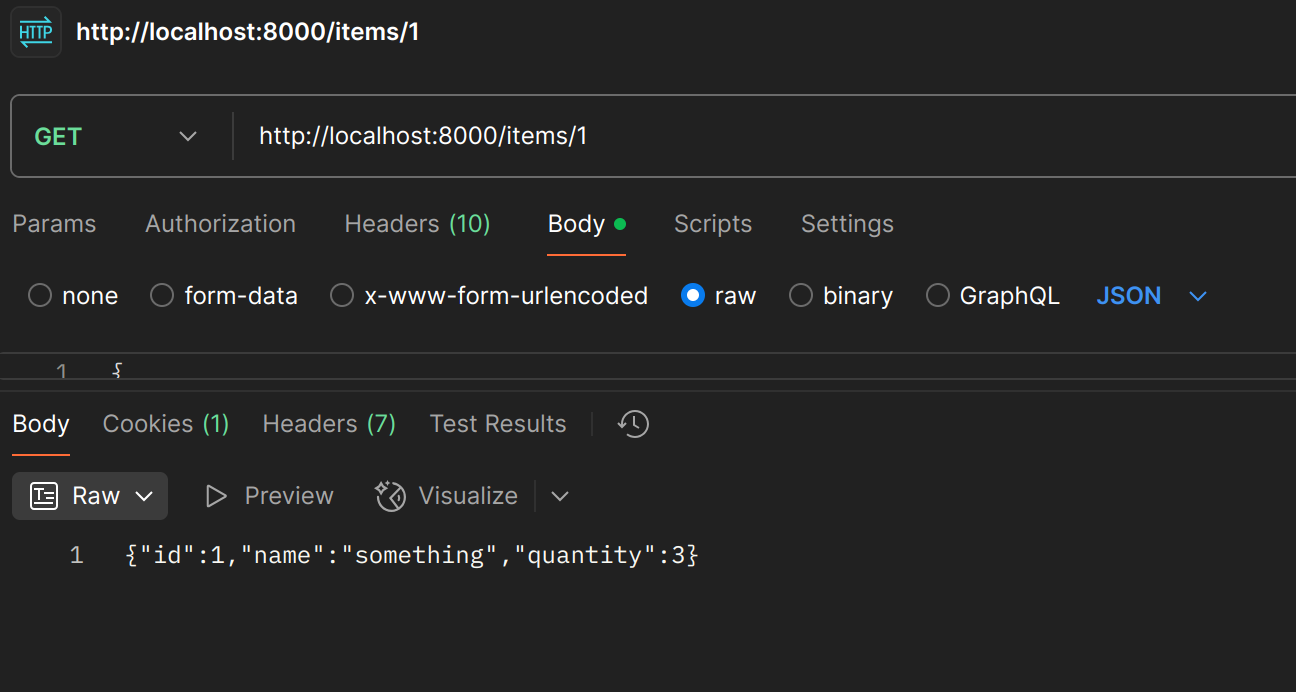 HTTP http://localhost:8000/items/1
GET http://localhost:8000/items/1
Params Authorization Headers (10) Body Scripts Settings
none form-data x-www-form-urlencoded raw binary GraphQL JSON
1 {
Body Cookies (1) Headers (7) Test Results
Raw Preview Visualize
1 {"id":1,"name":"something","quantity":3}